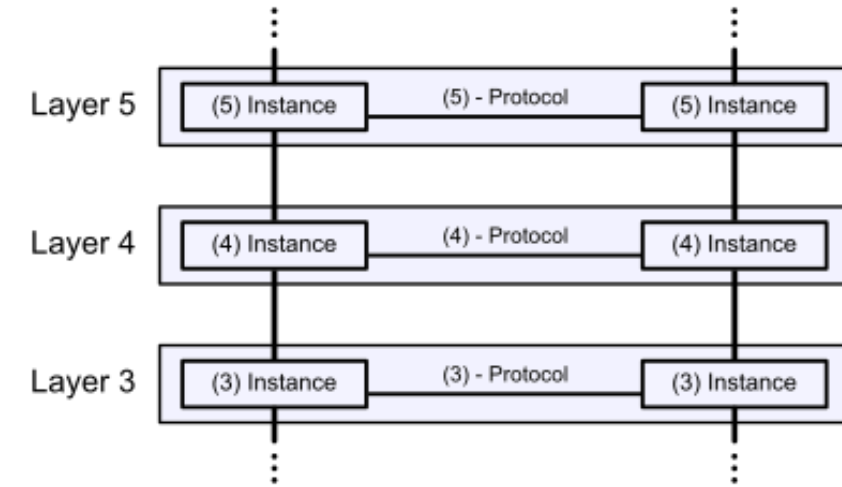 Layer 5 (5) Instance (5) - Protocol (5) Instance
Layer 4 (4) Instance (4) - Protocol (4) Instance
Layer 3 (3) Instance (3) - Protocol (3) Instance